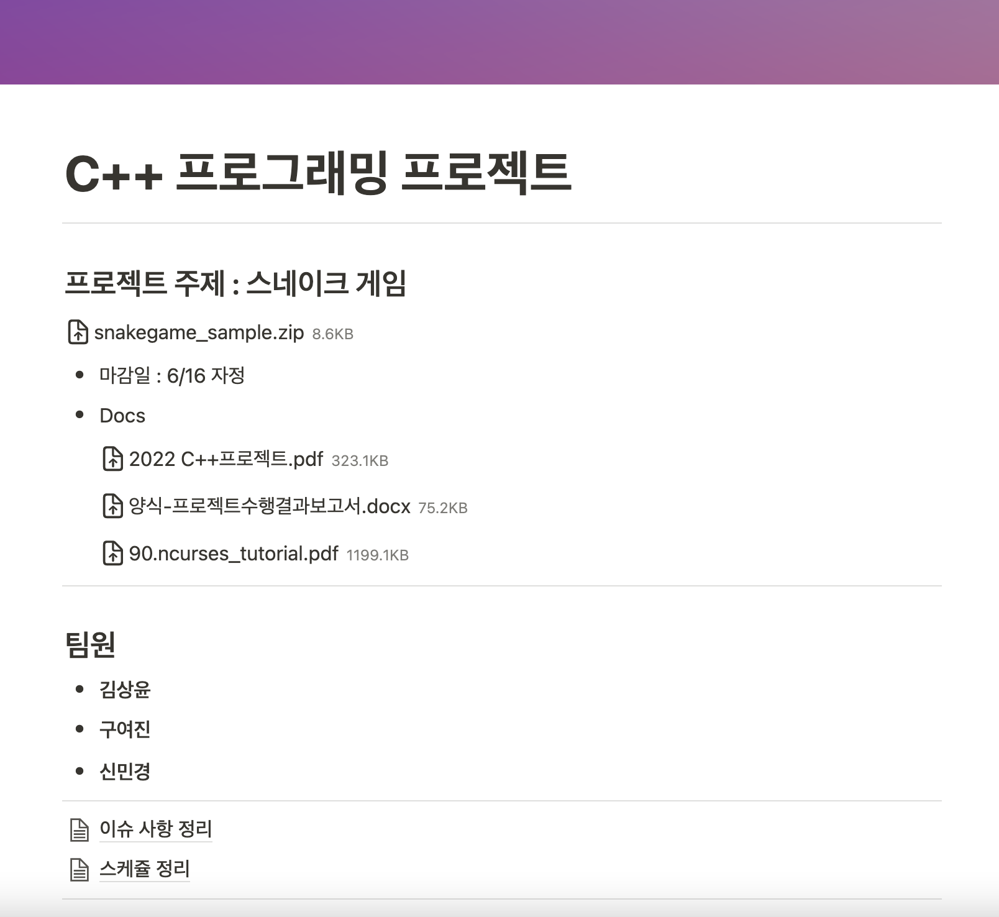 C++ 프로그래밍 프로젝트
프로젝트 주제 : 스네이크 게임
snakegame_sample.zip 8.6KB
마감일 : 6/16 자정
Docs
2022 C++프로젝트.pdf 323.1KB
양식-프로젝트수행결과보고서.docx 75.2KB
90.ncurses_tutorial.pdf 1199.1KB
팀원
김상윤
구여진
신민경
이슈 사항 정리
스케쥴 정리